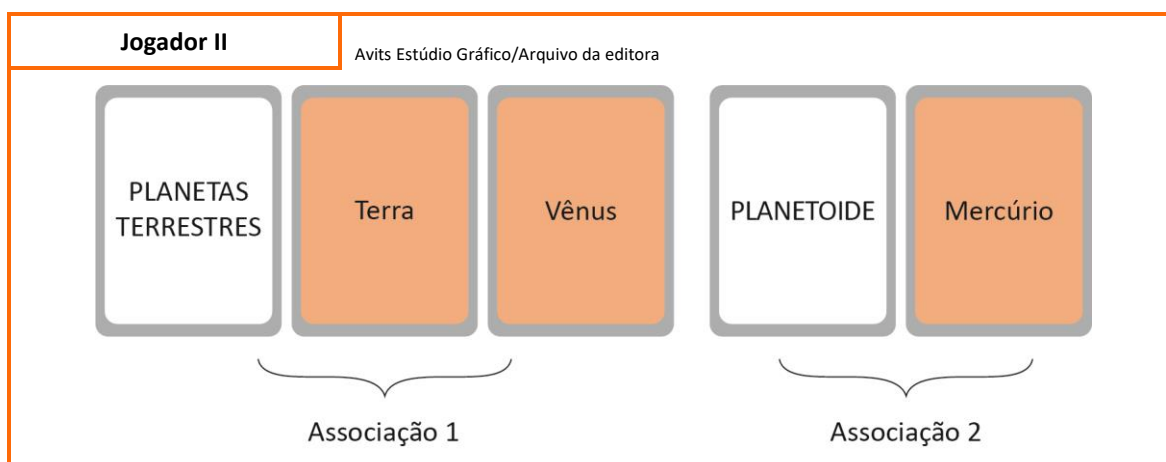 Jogador II
Avits Estúdio Gráfico/Arquivo da editora
PLANETAS
TERRESTRES
Terra
Vênus
PLANETOIDE
Mercúrio
Associação 1
Associação 2